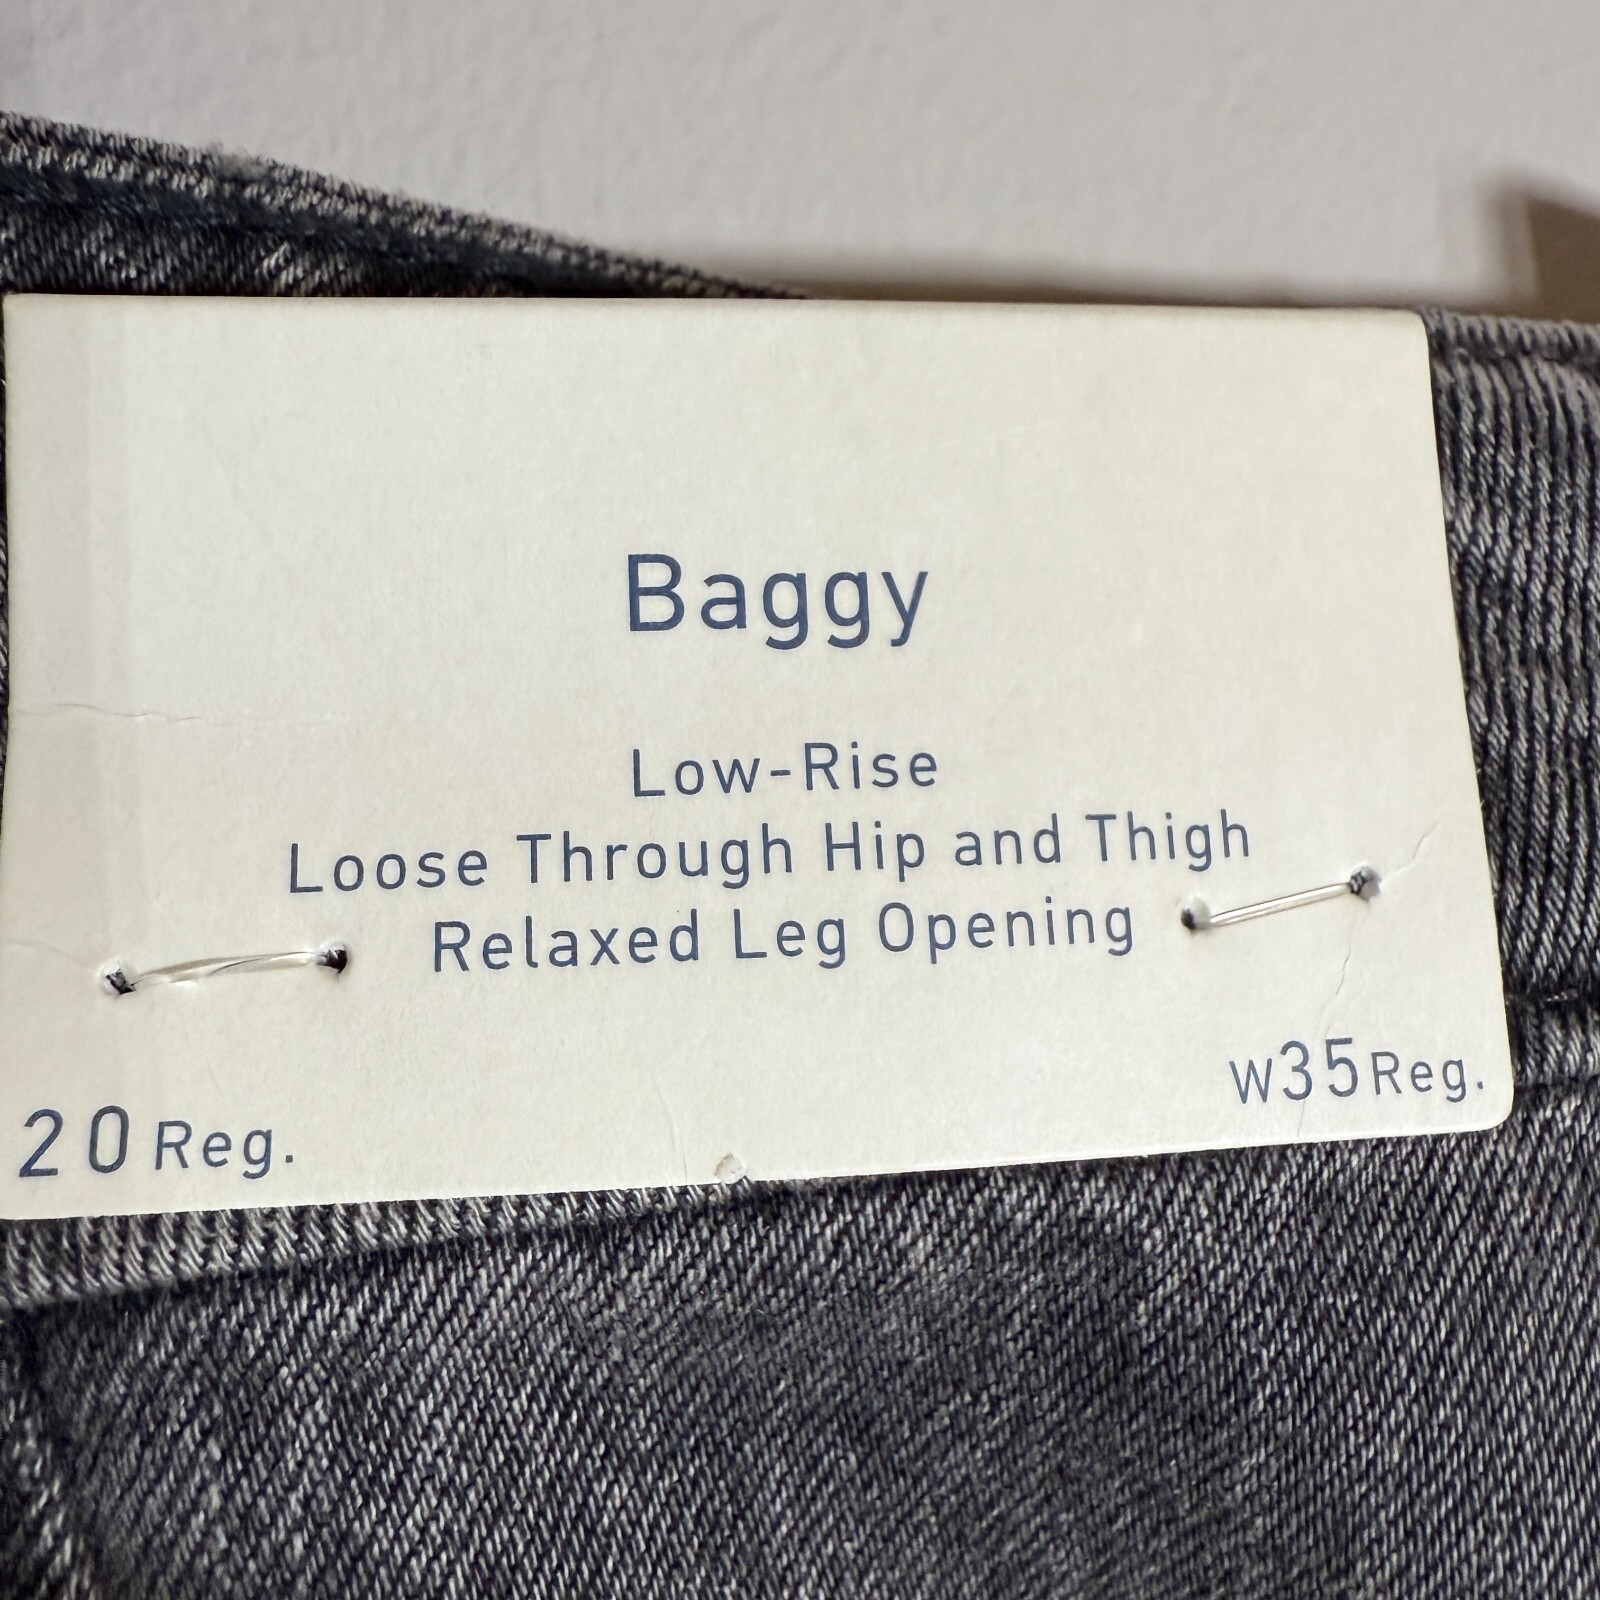 Baggy
Low-Rise
Loose Through Hip and Thigh
Relaxed Leg Opening
20 Reg.
W35 Reg.